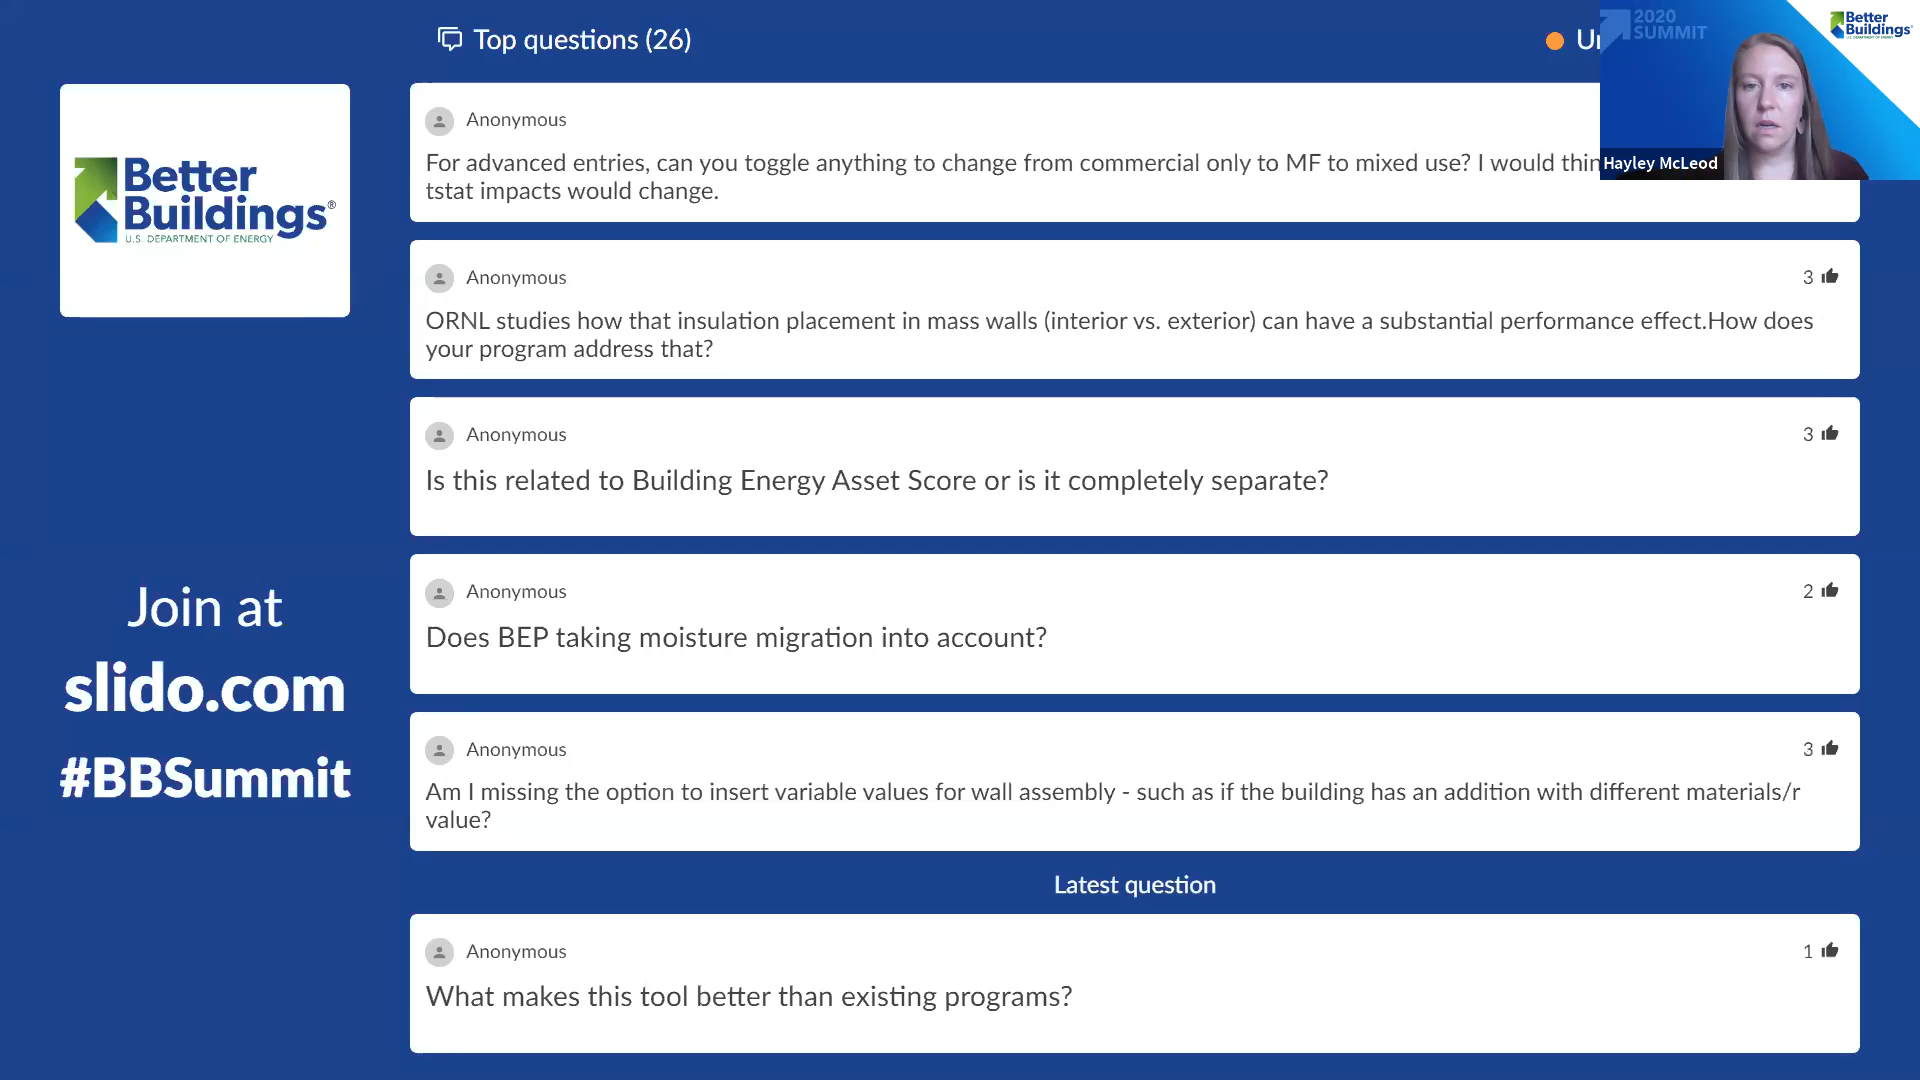 Top questions (26)
2020
SUMMIT
Better
Buildings®
U.S. DEPARTMENT OF ENERGY
Hayley McLeod
Better
Buildings®
U.S. DEPARTMENT OF ENERGY
Join at
slido.com
#BBSummit
Anonymous
For advanced entries, can you toggle anything to change from commercial only to MF to mixed use? I would
tstat impacts would change.
Anonymous
3
ORNL studies how that insulation placement in mass walls (interior vs. exterior) can have a substantial performance effect.How does
your program address that?
Anonymous
3
Is this related to Building Energy Asset Score or is it completely separate?
Anonymous
2
Does BEP taking moisture migration into account?
Anonymous
3
Am I missing the option to insert variable values for wall assembly - such as if the building has an addition with different materials/r
value?
Latest question
Anonymous
1
What makes this tool better than existing programs?